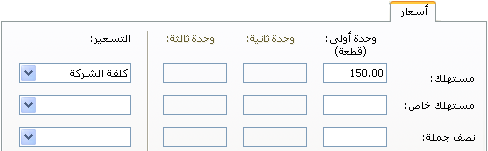 أسعار
وحدة أولى: وحدة ثانية: وحدة ثالثة: التسعير:
(قطعة)
مستهلك: 150.00 كلفة الشركة
مستهلك خاص:
نصف جملة: